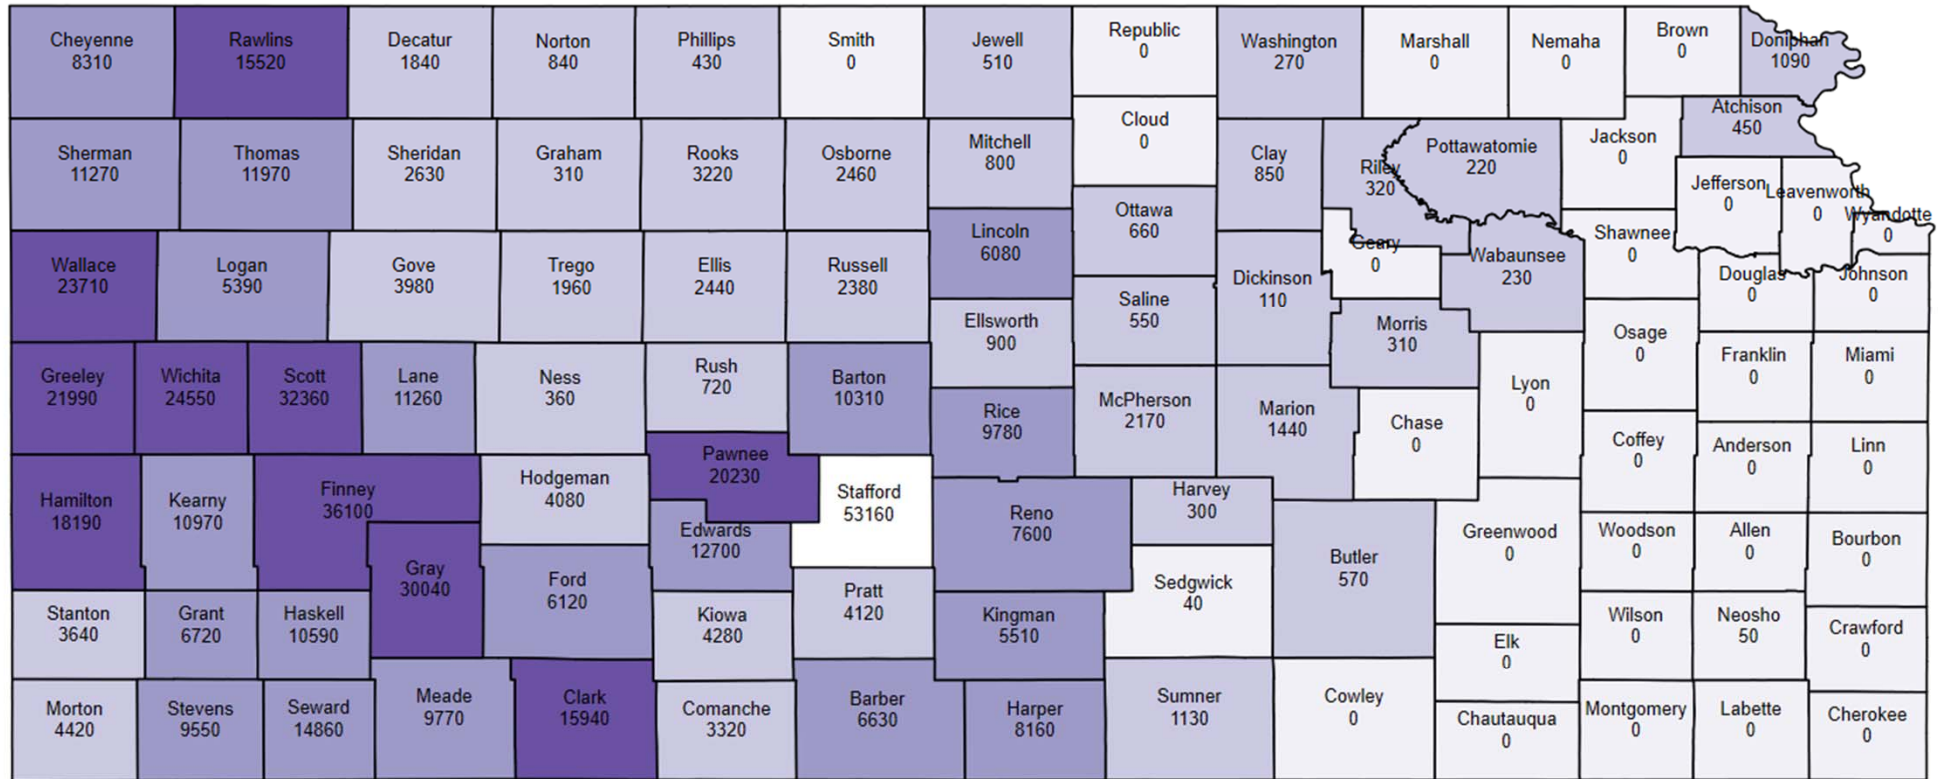 Cheyenne
8310
Rawlins
15520
Decatur
1840
Norton
840
Phillips
430
Smith
0
Jewell
510
Republic
0
Washington
270
Marshall
0
Nemaha
0
Brown
0
Doniphan
1090
Atchison
450
Cloud
0
Sherman
11270
Thomas
11970
Sheridan
2630
Graham
310
Rooks
3220
Osborne
2460
Mitchell
800
Clay
850
Riley
320
Pottawatomie
220
Jackson
0
Jefferson
0
Leavenworth
0
Wyandotte
0
Ottawa
660
Lincoln
6080
Shawnee
0
Geary
0
Wabaunsee
230
Wallace
23710
Logan
5390
Gove
3980
Trego
1960
Ellis
2440
Russell
2380
Dickinson
110
Douglas
0
Johnson
0
Saline
550
Ellsworth
900
Morris
310
Osage
0
Franklin
0
Miami
0
Greeley
21990
Wichita
24550
Scott
32360
Lane
11260
Ness
360
Rush
720
Barton
10310
Rice
9780
McPherson
2170
Marion
1440
Chase
0
Lyon
0
Coffey
0
Anderson
0
Linn
0
Hamilton
18190
Kearny
10970
Finney
36100
Hodgeman
4080
Pawnee
20230
Stafford
53160
Edwards
12700
Reno
7600
Harvey
300
Butler
570
Greenwood
0
Woodson
0
Allen
0
Bourbon
0
Gray
30040
Ford
6120
Sedgwick
40
Pratt
4120
Kiowa
4280
Kingman
5510
Stanton
3640
Grant
6720
Haskell
10590
Elk
0
Wilson
0
Neosho
50
Crawford
0
Morton
4420
Stevens
9550
Seward
14860
Meade
9770
Clark
15940
Comanche
3320
Barber
6630
Harper
8160
Sumner
1130
Cowley
0
Chautauqua
0
Montgomery
0
Labette
0
Cherokee
0